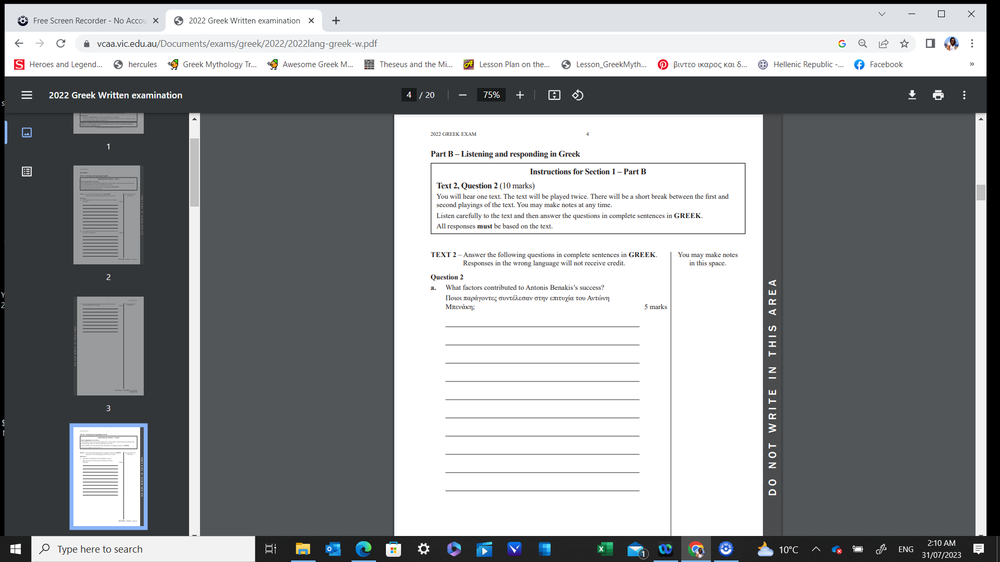 Free Screen Recorder - No Accou
2022 Greek Written examination
vcaa.vic.edu.au/Documents/exams/greek/2022/2022lang-greek-w.pdf
Heroes and Legend...
hercules
Greek Mythology Tr...
Awesome Greek M...
Theseus and the Mi...
Lesson Plan on the...
Lesson_GreekMyth...
βιντεο ικαρος και δ...
Hellenic Republic -...
Facebook
»
2022 Greek Written examination
4 / 20
75%
1
2
3
2022 GREEK EXAM
4
Part B – Listening and responding in Greek
Instructions for Section 1 – Part B
Text 2, Question 2 (10 marks)
You will hear one text. The text will be played twice. There will be a short break between the first and
second playings of the text. You may make notes at any time.
Listen carefully to the text and then answer the questions in complete sentences in GREEK.
All responses must be based on the text.
TEXT 2 – Answer the following questions in complete sentences in GREEK.
Responses in the wrong language will not receive credit.
You may make notes
in this space.
Question 2
a. What factors contributed to Antonis Benakis's success?
Ποιοι παράγοντες συντέλεσαν στην επιτυχία του Αντώνη
Μπενάκη;
5 marks
DO NOT WRITE IN THIS AREA
Type here to search
1
10°C
ENG
2:10 AM
31/07/2023